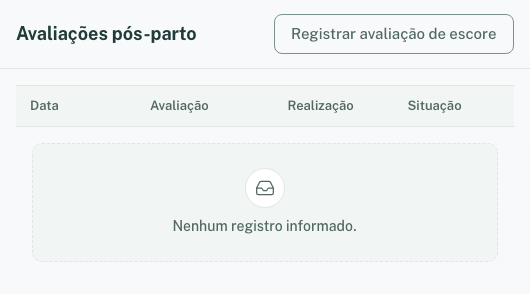 Avaliações pós-parto
Registrar avaliação de escore
Data Avaliação Realização Situação
Nenhum registro informado.